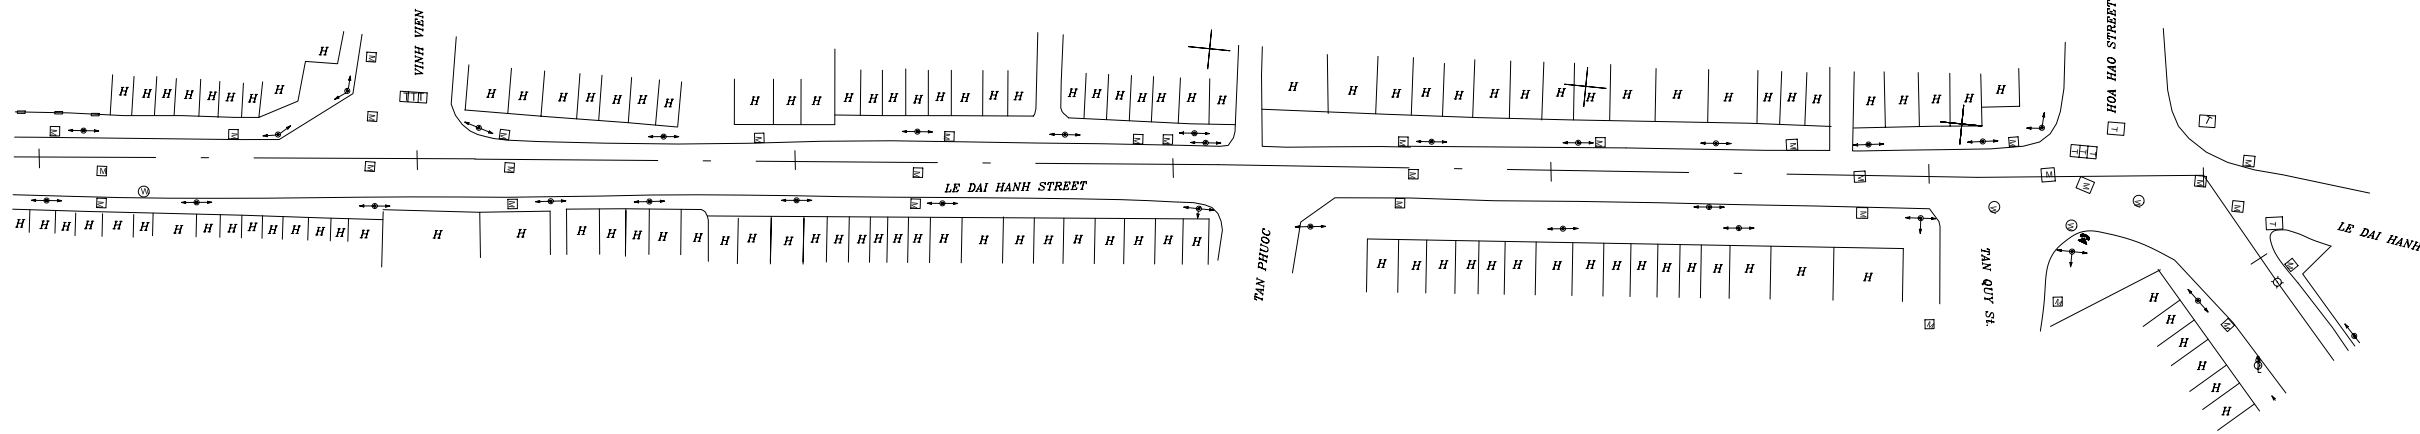 VINH VIEN
HOA HAO STREET
H
H H H H H H H H
H H H H H H
H H H
H H H H H H H
H H H H H H H
H H H H H H H H H H H H H H
H H H H H
M
M
M M M M M M M M M M
T
T T T
M M M M M M M M M
LE DAI HANH STREET
W W W W
M M M M M M
T
LE DAI HANH
H H H H H H H H H H H H H H
H H
H H H H H
H H H H H H H H H H H H H H H H
TAN PHUOC
H H H H H H H H H H H H H H
TAN QUY St.
M
M
M
M
H
H
H
H
H
H